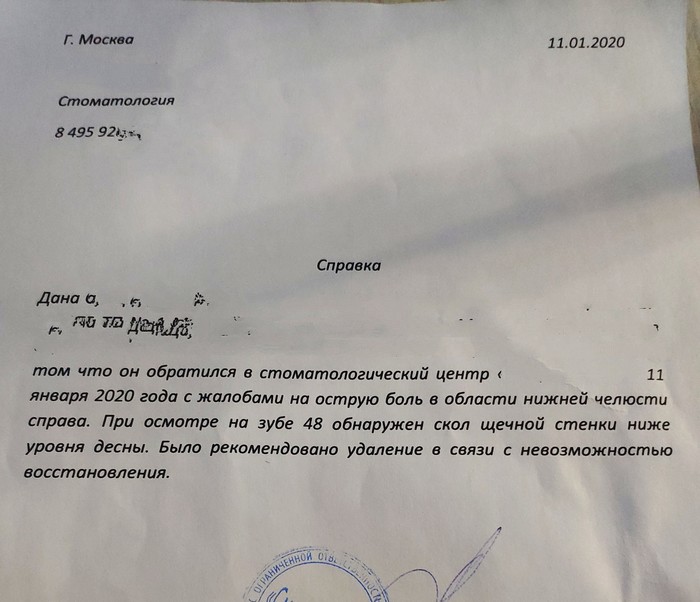 Г. Москва 11.01.2020
Стоматология
8 495 92
Справка
Дана
том что он обратился в стоматологический центр « 11
января 2020 года с жалобами на острую боль в области нижней челюсти
справа. При осмотре на зубе 48 обнаружен скол щечной стенки ниже
уровня десны. Было рекомендовано удаление в связи с невозможностью
восстановления.
С ОГРАНИЧЕННОЙ ОТВЕТСТВЕННОСТЬЮ